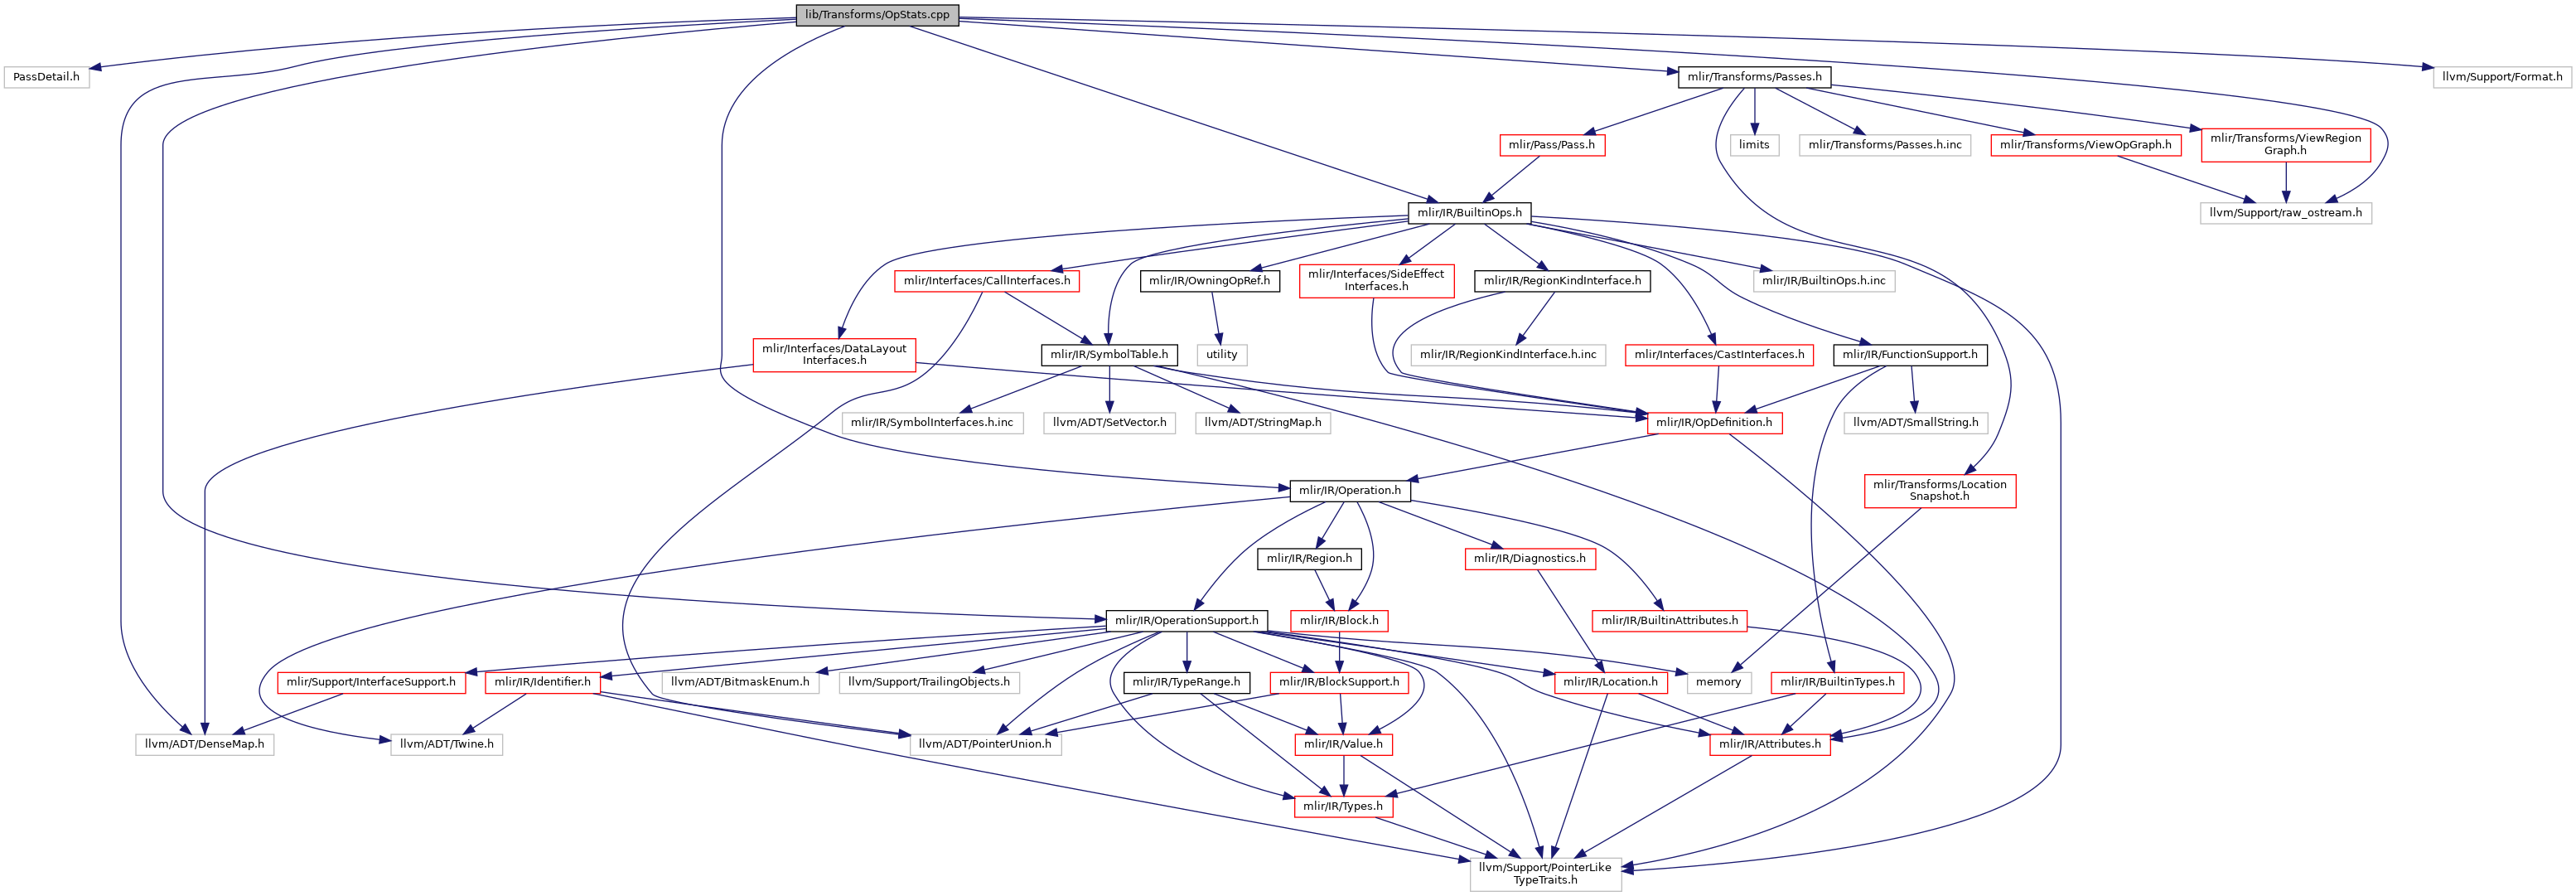 lib/Transforms/OpStats.cpp
PassDetail.h
mlir/Transforms/Passes.h
llvm/Support/Format.h
mlir/Pass/Pass.h
limits
mlir/Transforms/Passes.h.inc
mlir/Transforms/ViewOpGraph.h
mlir/Transforms/ViewRegion
Graph.h
mlir/IR/BuiltinOps.h
llvm/Support/raw_ostream.h
mlir/Interfaces/CallInterfaces.h
mlir/IR/OwningOpRef.h
mlir/Interfaces/SideEffect
Interfaces.h
mlir/IR/RegionKindInterface.h
mlir/IR/BuiltinOps.h.inc
mlir/Interfaces/DataLayout
Interfaces.h
mlir/IR/SymbolTable.h
utility
mlir/IR/RegionKindInterface.h.inc
mlir/Interfaces/CastInterfaces.h
mlir/IR/FunctionSupport.h
mlir/IR/SymbolInterfaces.h.inc
llvm/ADT/SetVector.h
llvm/ADT/StringMap.h
mlir/IR/OpDefinition.h
llvm/ADT/SmallString.h
mlir/IR/Operation.h
mlir/Transforms/Location
Snapshot.h
mlir/IR/Region.h
mlir/IR/Diagnostics.h
mlir/IR/OperationSupport.h
mlir/IR/Block.h
mlir/IR/BuiltinAttributes.h
mlir/Support/InterfaceSupport.h
mlir/IR/Identifier.h
llvm/ADT/BitmaskEnum.h
llvm/Support/TrailingObjects.h
mlir/IR/TypeRange.h
mlir/IR/BlockSupport.h
mlir/IR/Location.h
memory
mlir/IR/BuiltinTypes.h
llvm/ADT/DenseMap.h
llvm/ADT/Twine.h
llvm/ADT/PointerUnion.h
mlir/IR/Value.h
mlir/IR/Attributes.h
mlir/IR/Types.h
llvm/Support/PointerLike
TypeTraits.h